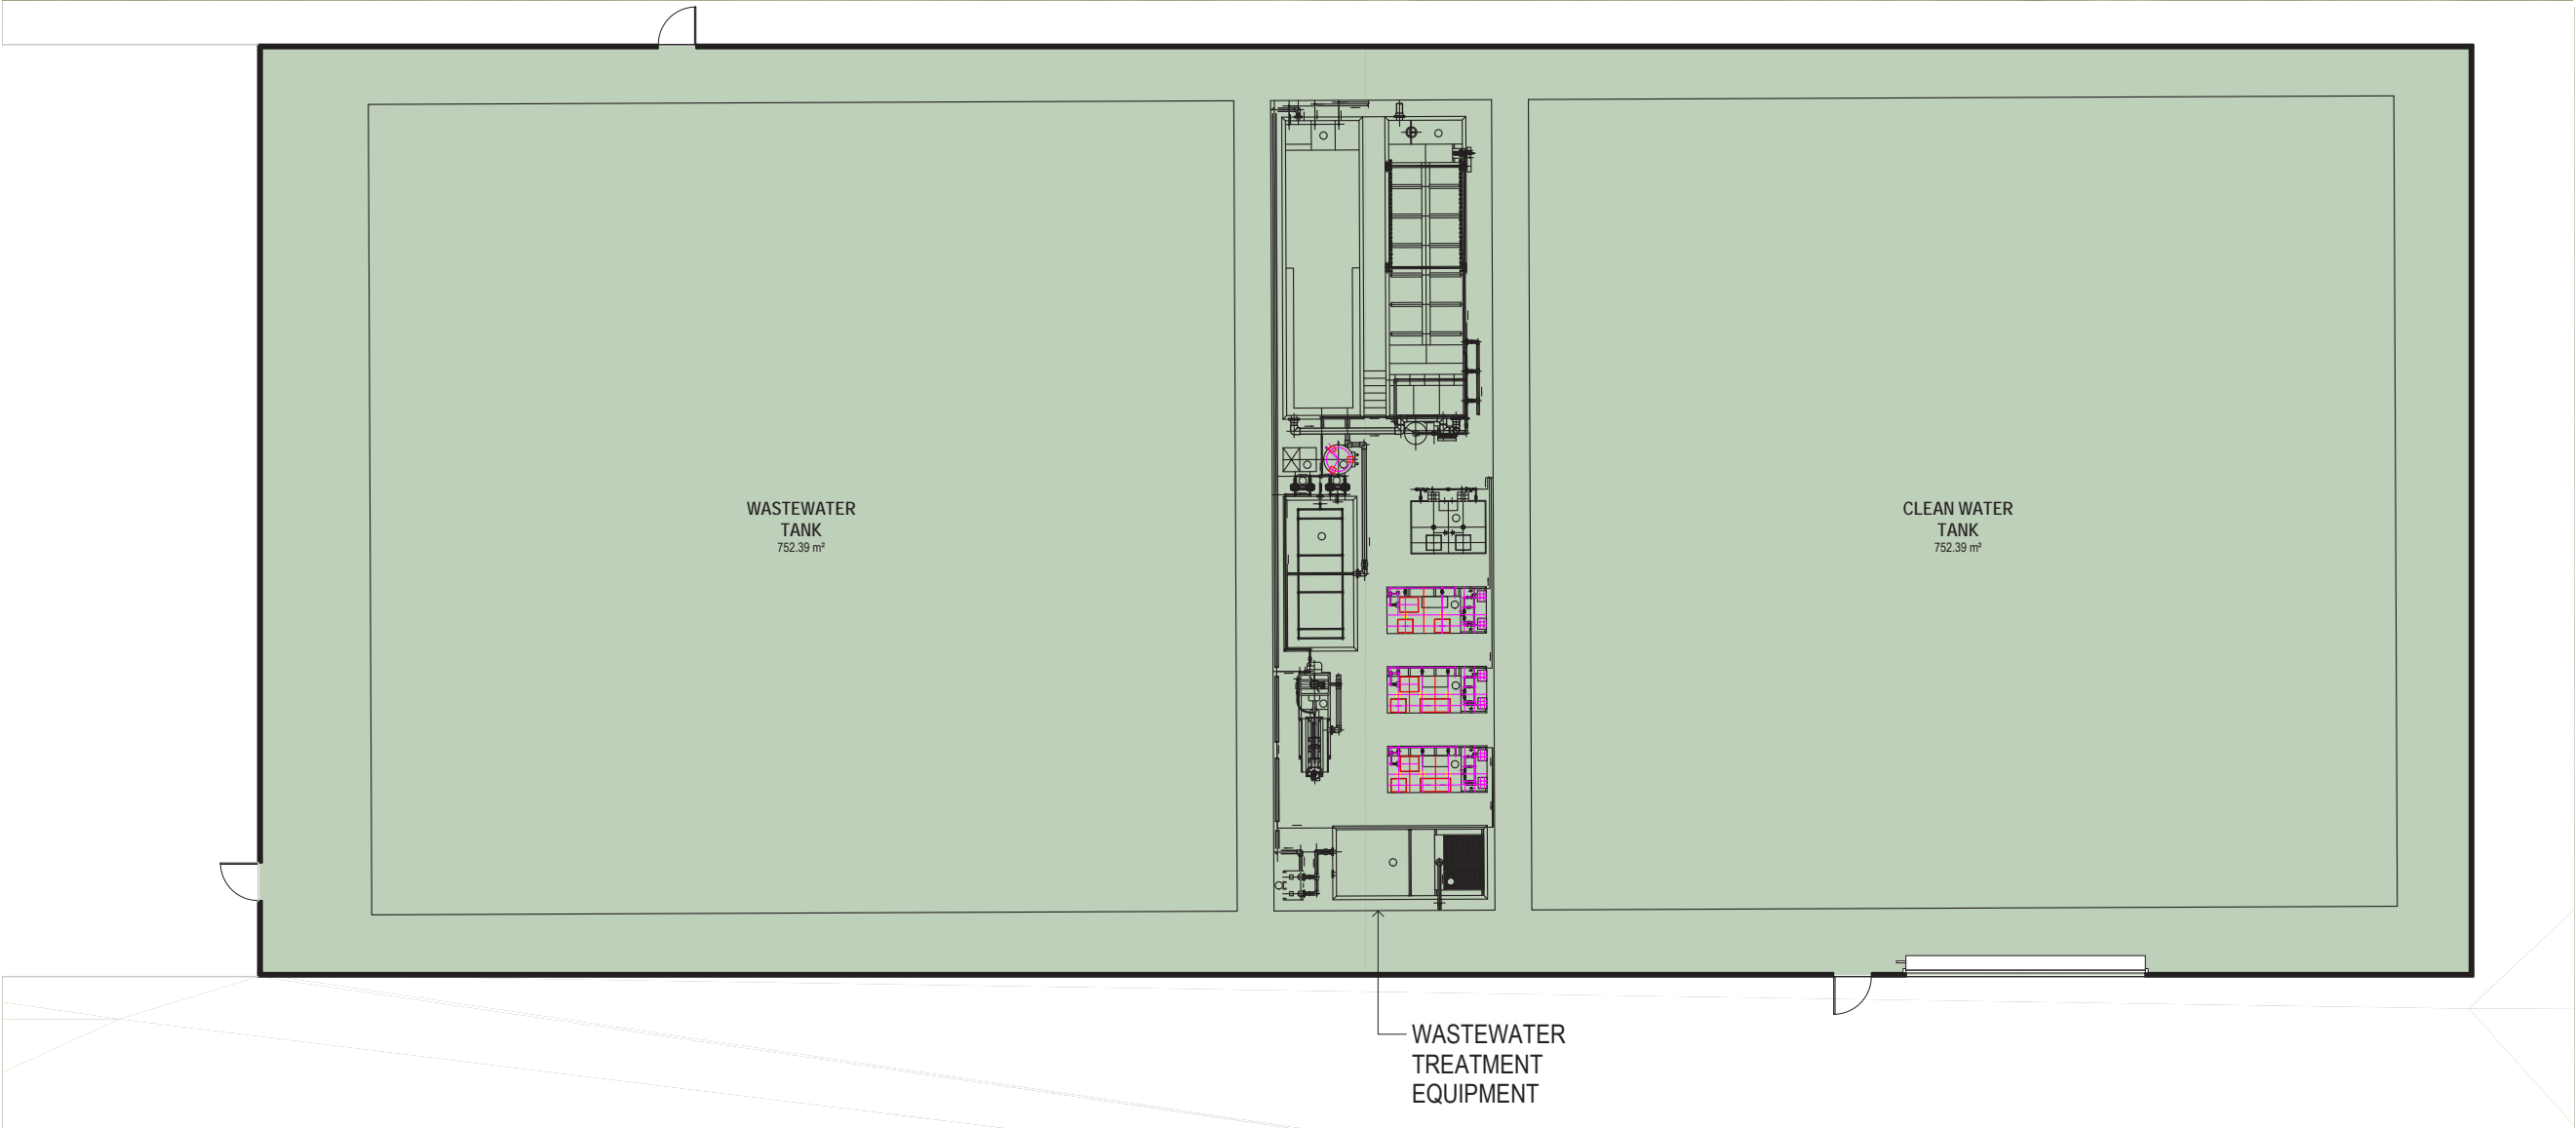 WASTEWATER
TANK
752.39 m²
CLEAN WATER
TANK
752.39 m²
WASTEWATER
TREATMENT
EQUIPMENT